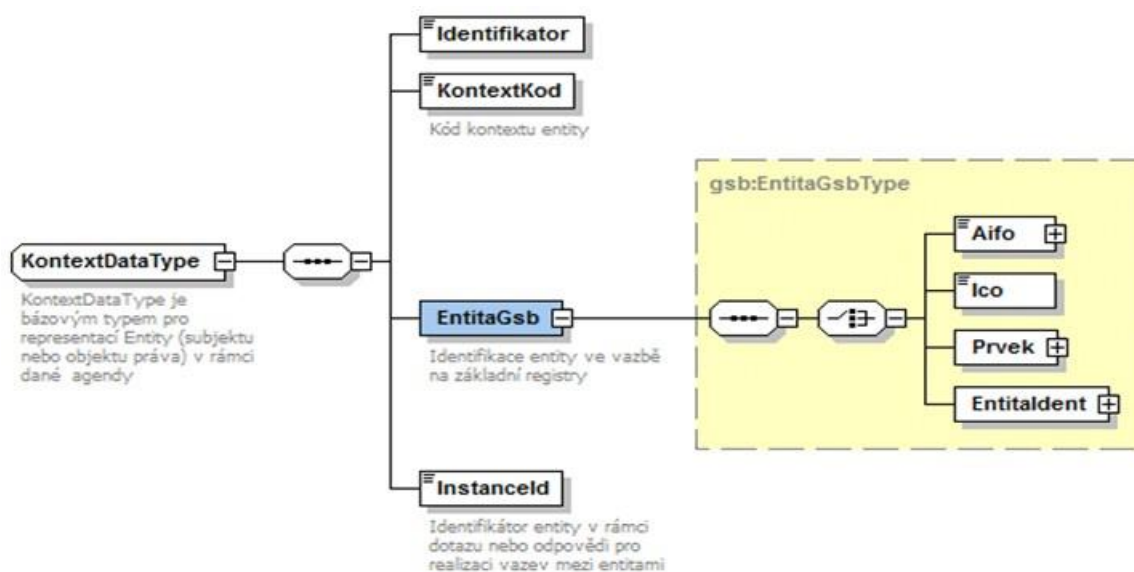 Identifikator
KontextKod
Kód kontextu entity
gsb:EntitaGsbType
Aifo
Ico
KontextDataType
KontextDataType je
bázovým typem pro
representací Entity (subjektu
nebo objektu práva) v rámci
dané agendy
EntitaGsb
Identifikace entity ve vazbě
na základní registry
Prvek
EntitaIdent
InstanceId
Identifikátor entity v rámci
dotazu nebo odpovědi pro
realizaci vazev mezi entitami